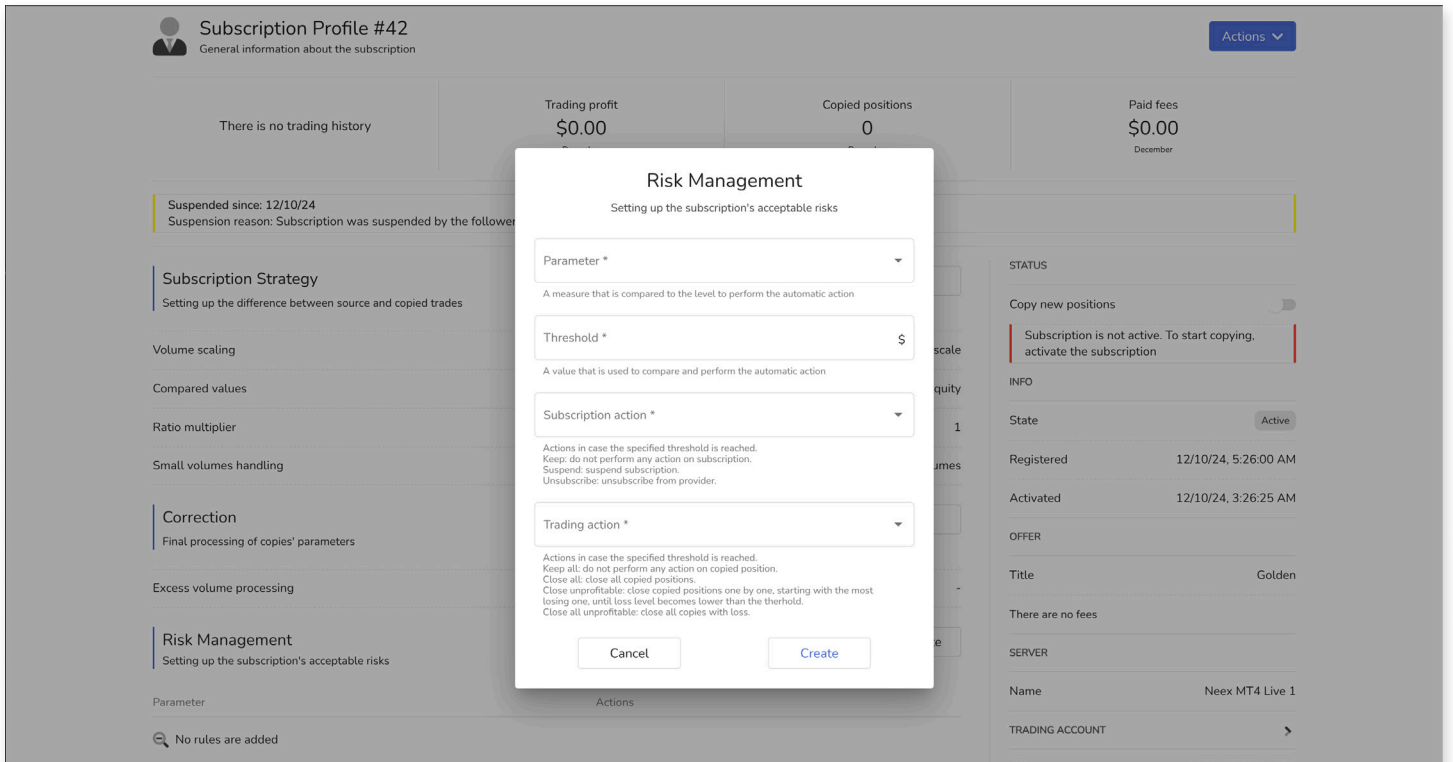 Subscription Profile #42
General information about the subscription
Actions
There is no trading history
Trading profit
$0.00
Copied positions
0
Paid fees
$0.00
December
Suspended since: 12/10/24
Suspension reason: Subscription was suspended by the follower
Subscription Strategy
Setting up the difference between source and copied trades
Volume scaling
scale
Compared values
quity
Ratio multiplier
1
Small volumes handling
umes
Correction
Final processing of copies' parameters
Excess volume processing
-
Risk Management
Setting up the subscription's acceptable risks
Parameter
Actions
No rules are added
Risk Management
Setting up the subscription's acceptable risks
Parameter *
A measure that is compared to the level to perform the automatic action
Threshold *
$
A value that is used to compare and perform the automatic action
Subscription action *
Actions in case the specified threshold is reached.
Keep: do not perform any action on subscription.
Suspend: suspend subscription.
Unsubscribe: unsubscribe from provider.
Trading action *
Actions in case the specified threshold is reached.
Keep all: do not perform any action on copied position.
Close all: close all copied positions.
Close unprofitable: close copied positions one by one, starting with the most
losing one, until loss level becomes lower than the therhold.
Close all unprofitable: close all copies with loss.
Cancel
Create
STATUS
Copy new positions
Subscription is not active. To start copying,
activate the subscription
INFO
State
Active
Registered
12/10/24, 5:26:00 AM
Activated
12/10/24, 3:26:25 AM
OFFER
Title
Golden
There are no fees
SERVER
Name
Neex MT4 Live 1
TRADING ACCOUNT